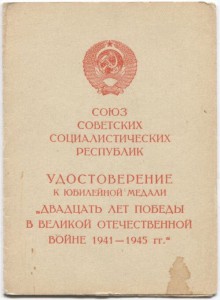 СОЮЗ
СОВЕТСКИХ
СОЦИАЛИСТИЧЕСКИХ
РЕСПУБЛИК
УДОСТОВЕРЕНИЕ
К ЮБИЛЕЙНОЙ МЕДАЛИ
„ДВАДЦАТЬ ЛЕТ ПОБЕДЫ
В ВЕЛИКОЙ ОТЕЧЕСТВЕННОЙ
ВОЙНЕ 1941—1945 гг.“